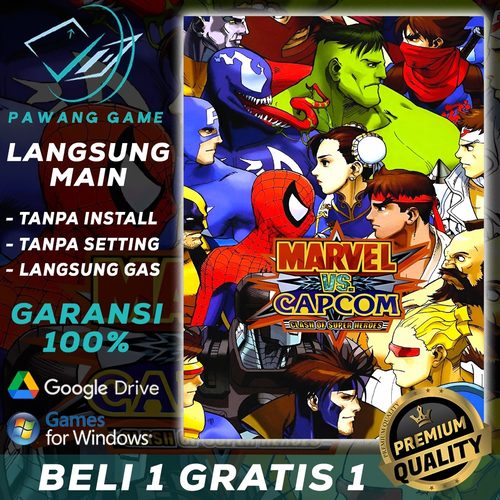 PAWANG GAME
LANGSUNG
MAIN
- TANPA INSTALL
- TANPA SETTING
- LANGSUNG GAS
GARANSI
100%
Google Drive
Games
for Windows
MARVEL
VS.
CAPCOM
CLASH OF SUPER HEROES
PREMIUM
QUALITY
BELI 1 GRATIS 1